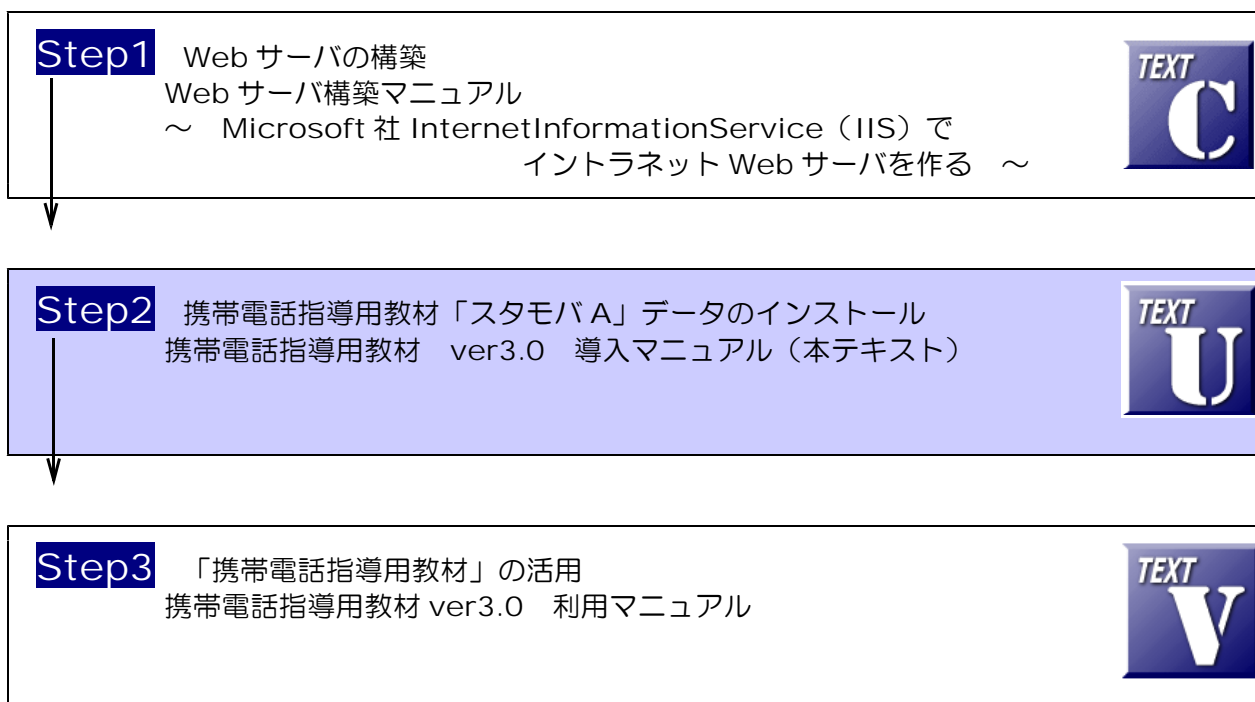 Step1 Web サーバの構築
Web サーバ構築マニュアル
～ Microsoft 社 InternetInformationService（IIS）で
イントラネット Web サーバを作る ～
TEXT
C
Step2 携帯電話指導用教材「スタモバ A」データのインストール
携帯電話指導用教材 ver3.0 導入マニュアル（本テキスト）
TEXT
U
Step3 「携帯電話指導用教材」の活用
携帯電話指導用教材 ver3.0 利用マニュアル
TEXT
V